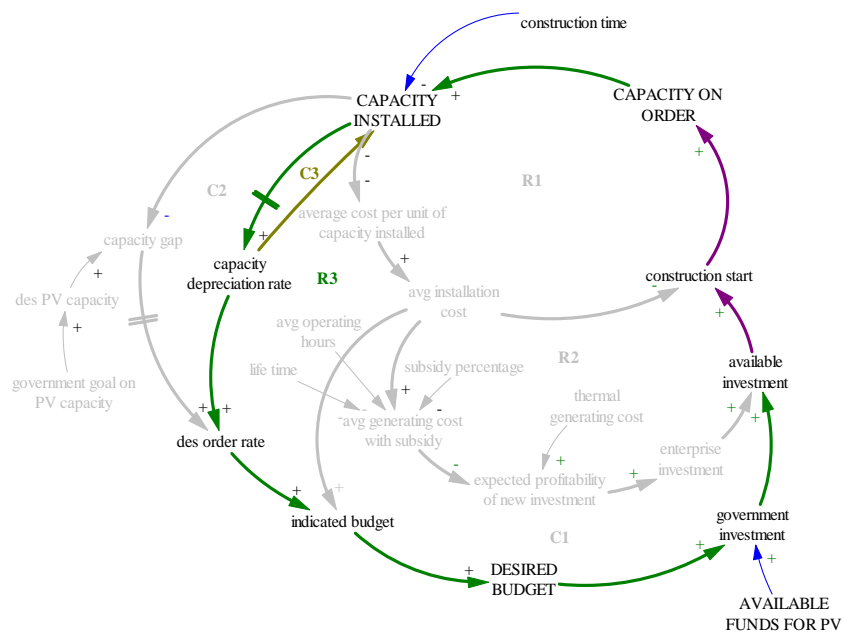 construction time
-
+
CAPACITY
INSTALLED
CAPACITY ON
ORDER
-
-
+
C3
C2
R1
average cost per unit of
capacity installed
-
capacity gap
+
+
capacity
depreciation rate
R3
+
construction start
-
des PV capacity
avg installation
cost
+
+
avg operating
hours
government goal on
PV capacity
life time
subsidy percentage
R2
available
investment
+
-
-
thermal
generating cost
-avg generating cost
with subsidy
+
+
+
+
des order rate
enterprise
investment
-
+
+
expected profitability
of new investment
+
+
indicated budget
government
investment
C1
+
+
+
DESIRED
BUDGET
AVAILABLE
FUNDS FOR PV